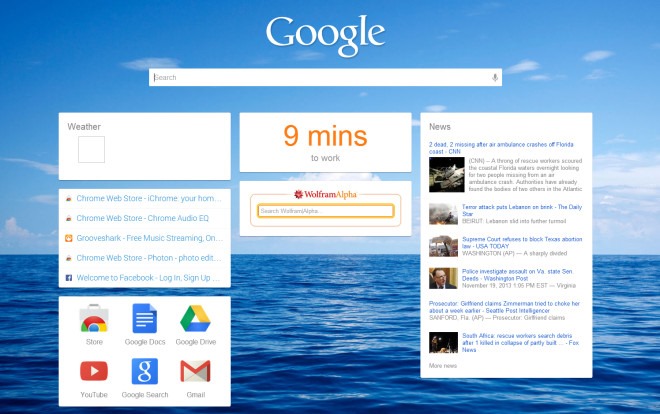 Google
Search
Weather
Chrome Web Store - iChrome: your hom...
Chrome Web Store - Chrome Audio EQ
Grooveshark - Free Music Streaming, On...
Chrome Web Store - Photon - photo edit...
Welcome to Facebook - Log In, Sign Up ...
Store
Google Docs
Google Drive
YouTube
Google Search
Gmail
9 mins
to work
WolframAlpha
Search WolframAlpha...
News
2 dead, 2 missing after air ambulance crashes off Florida
coast - CNN
(CNN) -- A throng of rescue workers scoured
the coastal Florida waters overnight looking
for two people missing from an air
ambulance crash. Authorities have already
found the bodies of two others in the Atlantic
Terror attack puts Lebanon on brink - The Daily
Star
BEIRUT: Lebanon slid into further turmoil
Supreme Court refuses to block Texas abortion
law - USA TODAY
WASHINGTON (AP) — A sharply divided
Police investigate assault on Va. state Sen
Deeds - Washington Post
November 19, 2013 1:05 PM EST — Virginia
Prosecutor: Girlfriend claims Zimmerman tried to choke her
about a week earlier - Seattle Post Intelligencer
SANFORD, Fla. (AP) — Prosecutor: Girlfriend claims
South Africa: rescue workers search debris
after 1 killed in collapse of partly built ... - Fox
News
More news